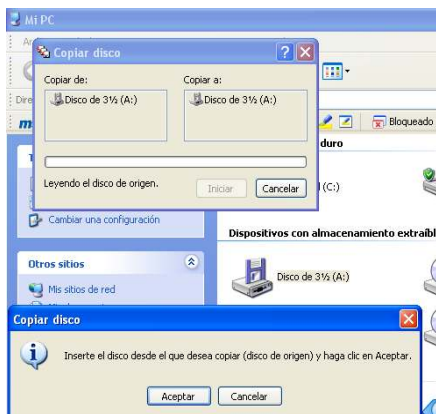 Mi PC
Copiar disco
Copiar de:
Copiar a:
Disco de 3½ (A:)
Disco de 3½ (A:)
Leyendo el disco de origen.
Iniciar
Cancelar
Bloqueado
duro
(C:)
Cambiar una configuración
Dispositivos con almacenamiento extraíbl
Otros sitios
Mis sitios de red
Disco de 3½ (A:)
Copiar disco
Inserte el disco desde el que desea copiar (disco de origen) y haga clic en Aceptar.
Aceptar
Cancelar